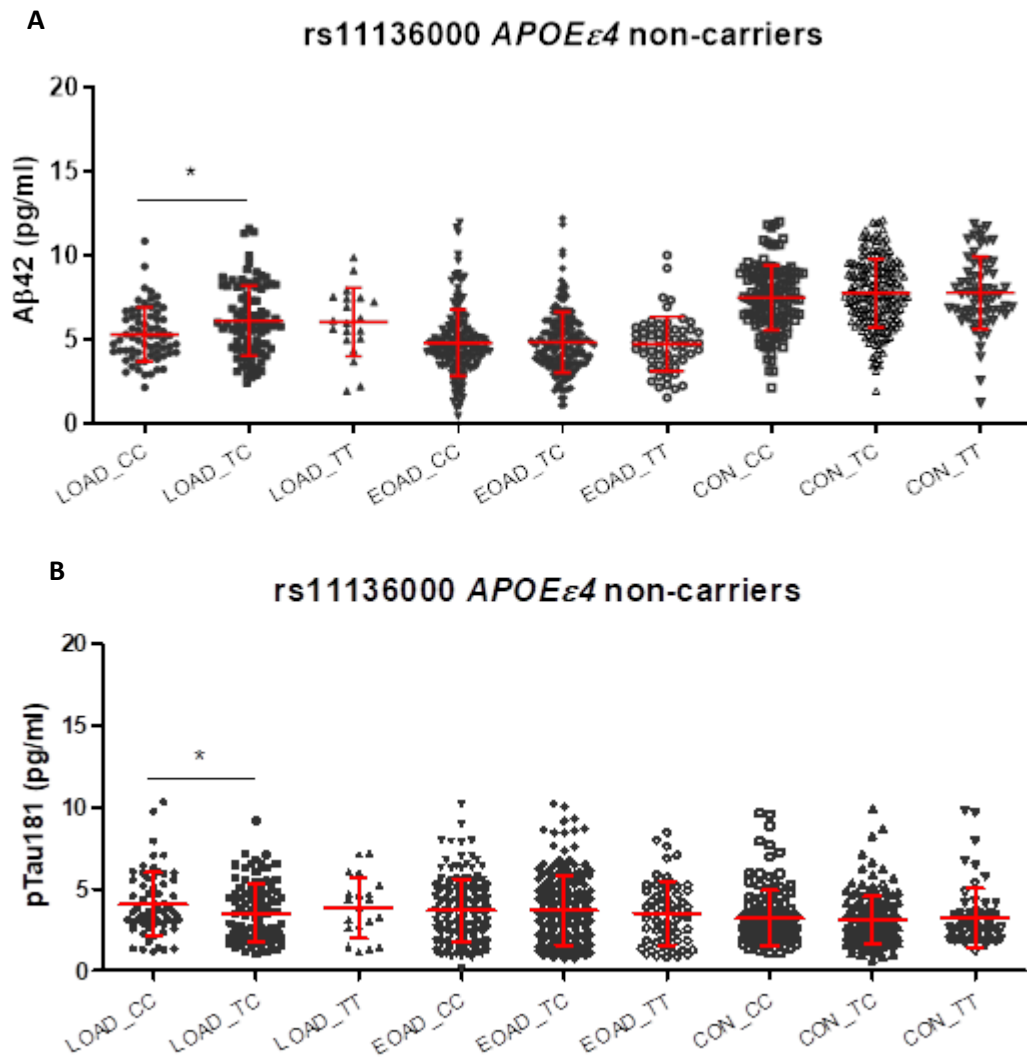 A
rs11136000 APOEε4 non-carriers
Aβ42 (pg/ml)
20
15
10
5
0
*
LOAD_CC
LOAD_TC
LOAD_TT
EOAD_CC
EOAD_TC
EOAD_TT
CON_CC
CON_TC
CON_TT
B
rs11136000 APOEε4 non-carriers
pTau181 (pg/ml)
20
15
10
5
0
*
LOAD_CC
LOAD_TC
LOAD_TT
EOAD_CC
EOAD_TC
EOAD_TT
CON_CC
CON_TC
CON_TT